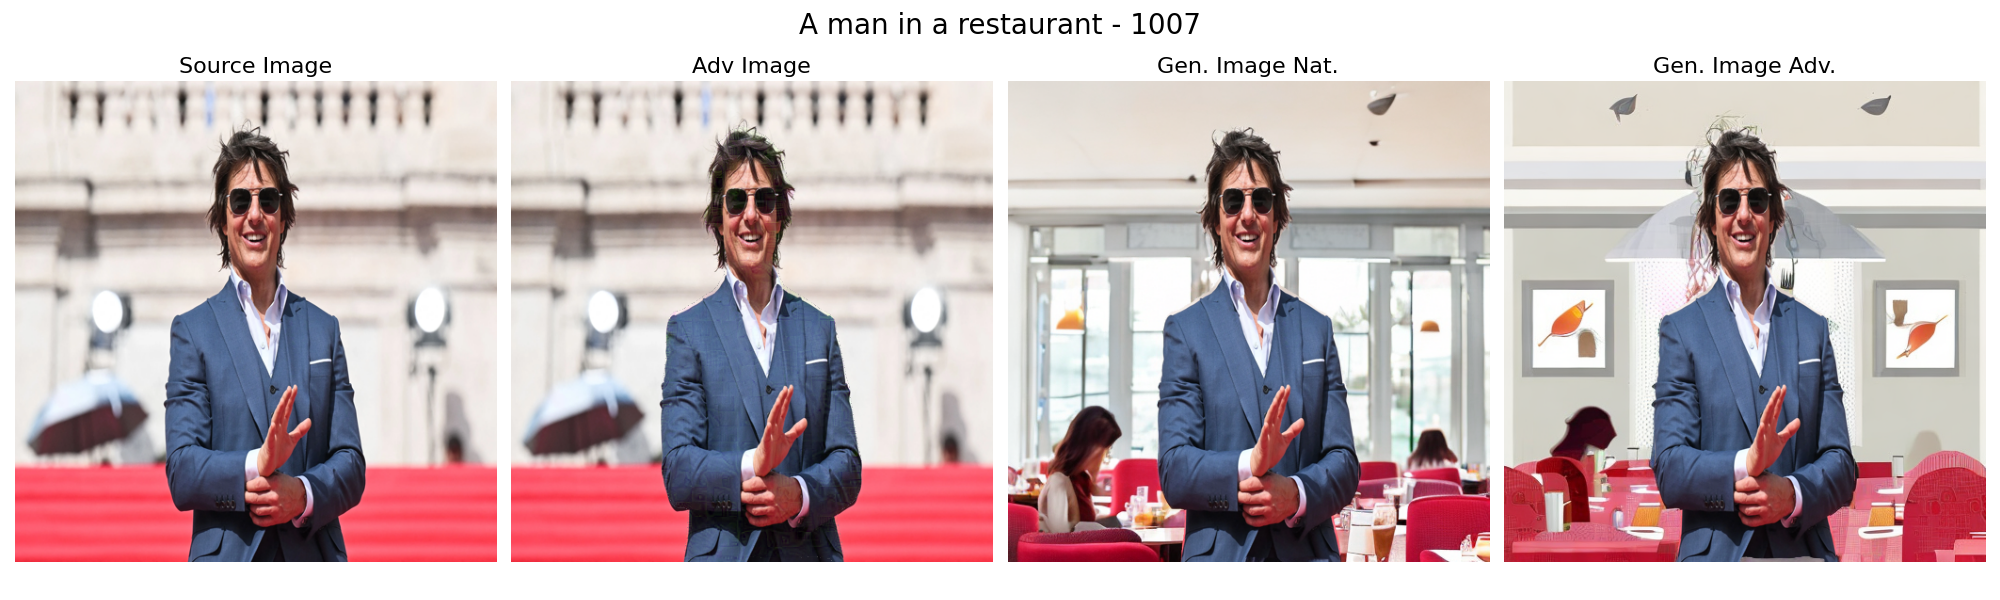 A man in a restaurant - 1007
Source Image
Adv Image
Gen. Image Nat.
Gen. Image Adv.